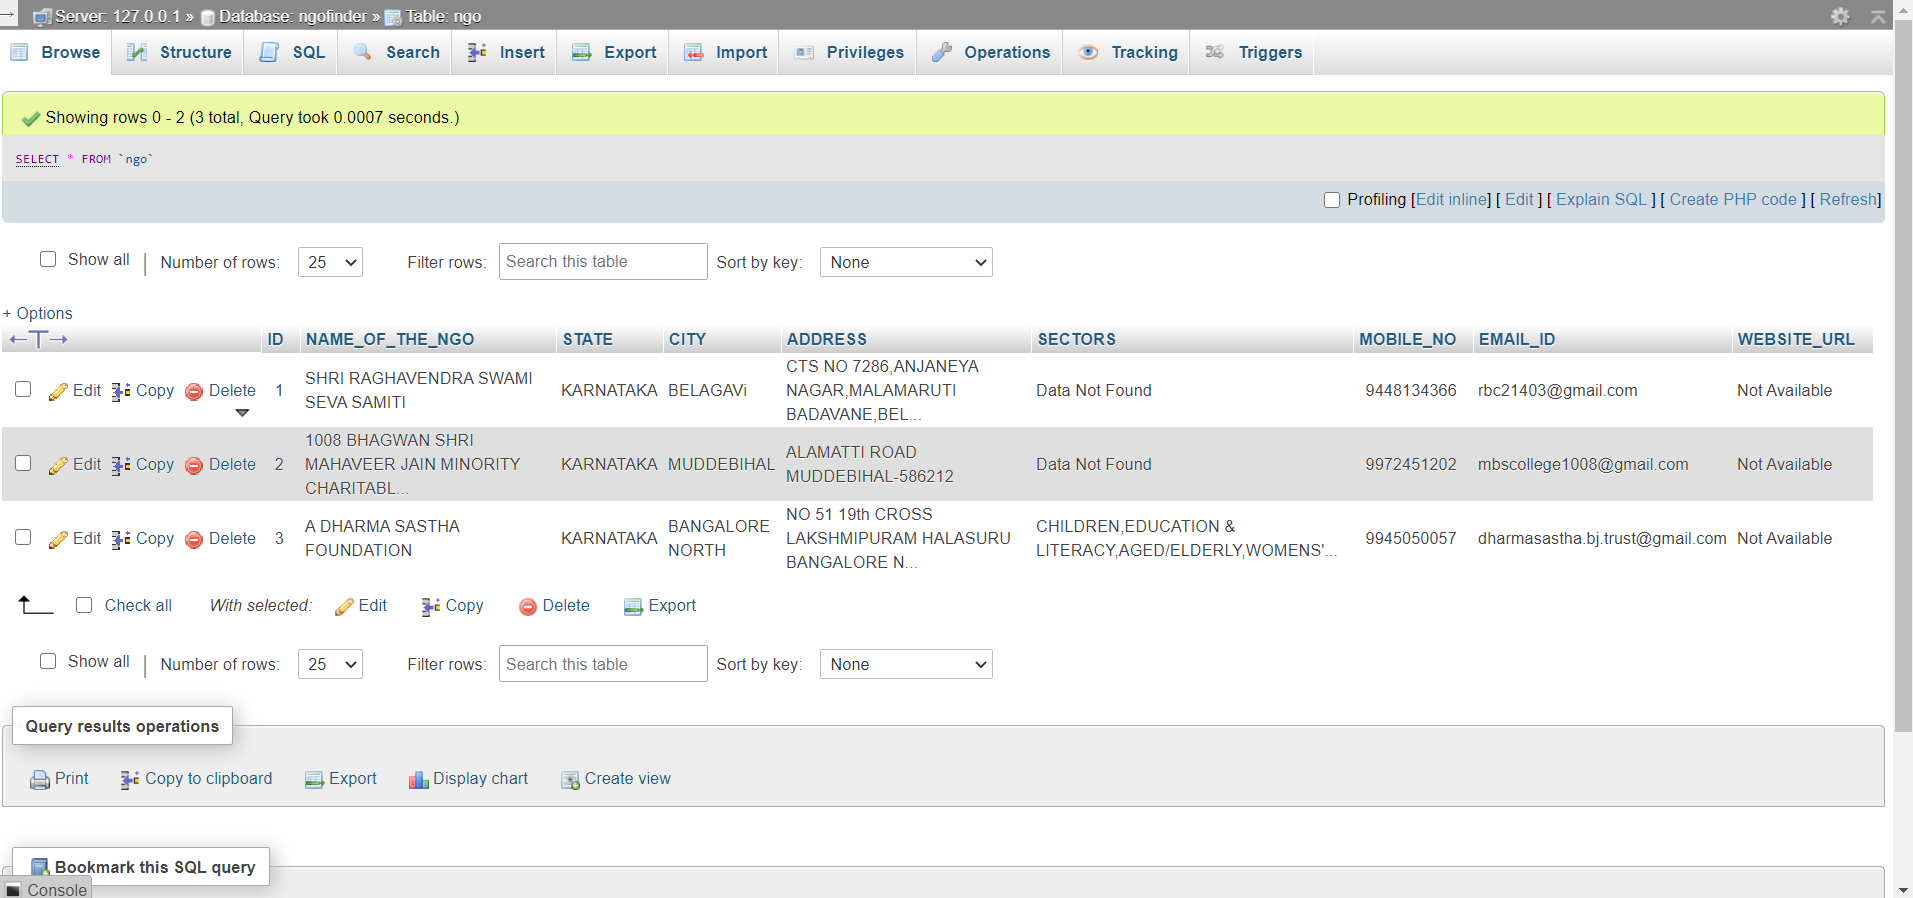 Server: 127.0.0.1 » Database: ngofinder » Table: ngo
Browse Structure SQL Search Insert Export Import Privileges Operations Tracking Triggers
Showing rows 0 - 2 (3 total, Query took 0.0007 seconds.)
SELECT * FROM `ngo`
Profiling [Edit inline] [ Edit ] [ Explain SQL ] [ Create PHP code ] [ Refresh]
Show all | Number of rows: 25 Filter rows: Search this table Sort by key: None
+ Options
←T→ ID NAME_OF_THE_NGO STATE CITY ADDRESS SECTORS MOBILE_NO EMAIL_ID WEBSITE_URL
Edit Copy Delete 1 SHRI RAGHAVENDRA SWAMI
SEVA SAMITI KARNATAKA BELAGAVi CTS NO 7286,ANJANEYA
NAGAR,MALAMARUTI
BADAVANE,BEL... Data Not Found 9448134366 rbc21403@gmail.com Not Available
Edit Copy Delete 2 1008 BHAGWAN SHRI
MAHAVEER JAIN MINORITY
CHARITABL... KARNATAKA MUDDEBIHAL ALAMATTI ROAD
MUDDEBIHAL-586212 Data Not Found 9972451202 mbscollege1008@gmail.com Not Available
Edit Copy Delete 3 A DHARMA SASTHA
FOUNDATION KARNATAKA BANGALORE
NORTH NO 51 19th CROSS
LAKSHMIPURAM HALASURU
BANGALORE N... CHILDREN,EDUCATION &
LITERACY,AGED/ELDERLY,WOMENS'... 9945050057 dharmasastha.bj.trust@gmail.com Not Available
Check all With selected: Edit Copy Delete Export
Show all | Number of rows: 25 Filter rows: Search this table Sort by key: None
Query results operations
Print Copy to clipboard Export Display chart Create view
Bookmark this SQL query
Console